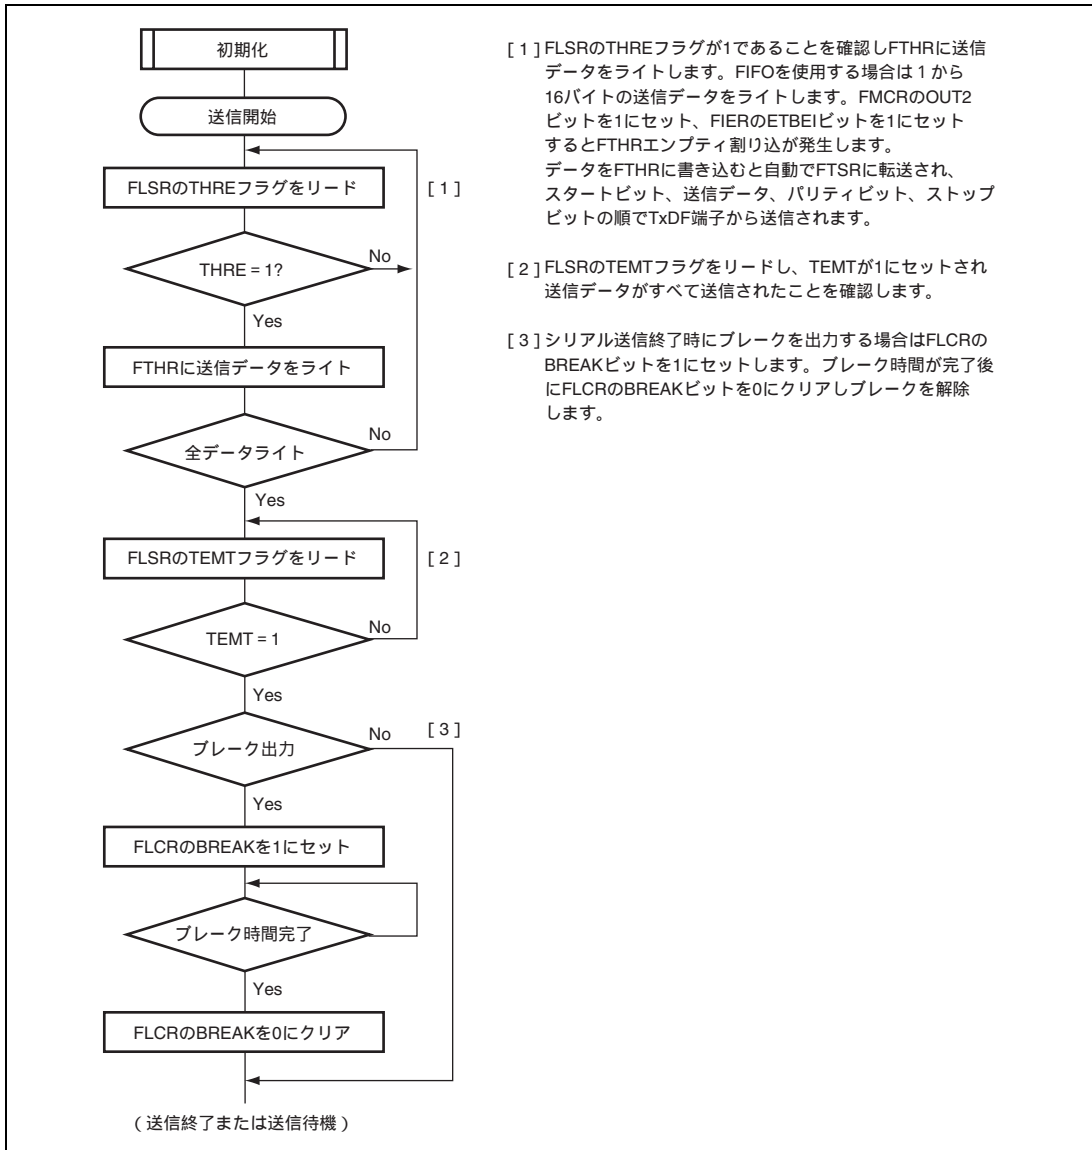 初期化
送信開始
FLSRのTHREフラグをリード
[ 1 ]
THRE = 1?
No
Yes
FTHRに送信データをライト
全データライト
No
Yes
FLSRのTEMTフラグをリード
[ 2 ]
TEMT = 1
No
Yes
ブレーク出力
No
[ 3 ]
Yes
FLCRのBREAKを1にセット
ブレーク時間完了
Yes
FLCRのBREAKを0にクリア
（送信終了または送信待機）
[ 1 ] FLSRのTHREフラグが1であることを確認しFTHRに送信
データをライトします。FIFOを使用する場合は１から
16バイトの送信データをライトします。FMCRのOUT2
ビットを1にセット、FIERのETBEIビットを1にセット
するとFTHRエンプティ割り込が発生します。
データをFTHRに書き込むと自動でFTSRに転送され、
スタートビット、送信データ、パリティビット、ストップ
ビットの順でTxDF端子から送信されます。
[ 2 ] FLSRのTEMTフラグをリードし、TEMTが1にセットされ
送信データがすべて送信されたことを確認します。
[ 3 ] シリアル送信終了時にブレークを出力する場合はFLCRの
BREAKビットを1にセットします。ブレーク時間が完了後
にFLCRのBREAKビットを0にクリアしブレークを解除
します。